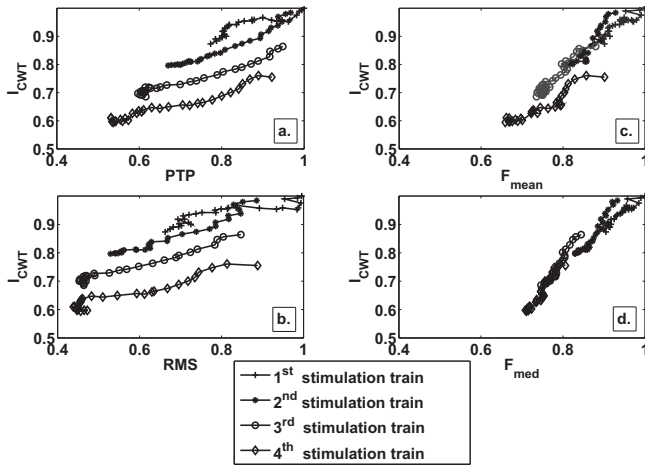 I_CWT
0.9
0.8
0.7
0.6
0.5
0.4 0.6 0.8 1
PTP
a.
I_CWT
0.9
0.8
0.7
0.6
0.5
0.4 0.6 0.8 1
F_mean
c.
I_CWT
0.9
0.8
0.7
0.6
0.5
0.4 0.6 0.8 1
RMS
b.
I_CWT
0.9
0.8
0.7
0.6
0.5
0.4 0.6 0.8 1
F_med
d.
1st stimulation train
2nd stimulation train
3rd stimulation train
4th stimulation train